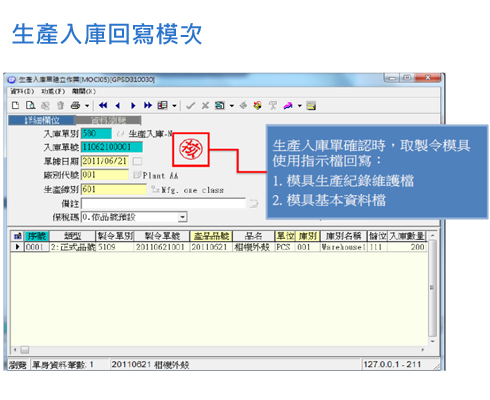 生產入庫回寫模次
生產入庫單建立作業(MOCI05)[GPSD310030]
資料(D) 功能(F) 離開(X)
詳細欄位 資料瀏覽
入庫單別 580 生產入庫-N
入庫單號 11062100001
單據日期 2011/06/21
廠別代號 001 Plant AA
生產線別 601 Mfg. one class
備註
保稅碼 0.依品號預設
核
生產入庫單確認時，取製令模具
使用指示檔回寫：
1. 模具生產紀錄維護檔
2. 模具基本資料檔
序號 類型 製令單別 製令單號 產品品號 品名 單位 庫別 庫別名稱 儲位 入庫數量
0001 2:正式品號 5109 20110621001 20110621 相機外殼 PCS 001 Warehouse1 111 200
瀏覽 單身資料筆數: 1 20110621 相機外殼 127.0.0.1 - 211